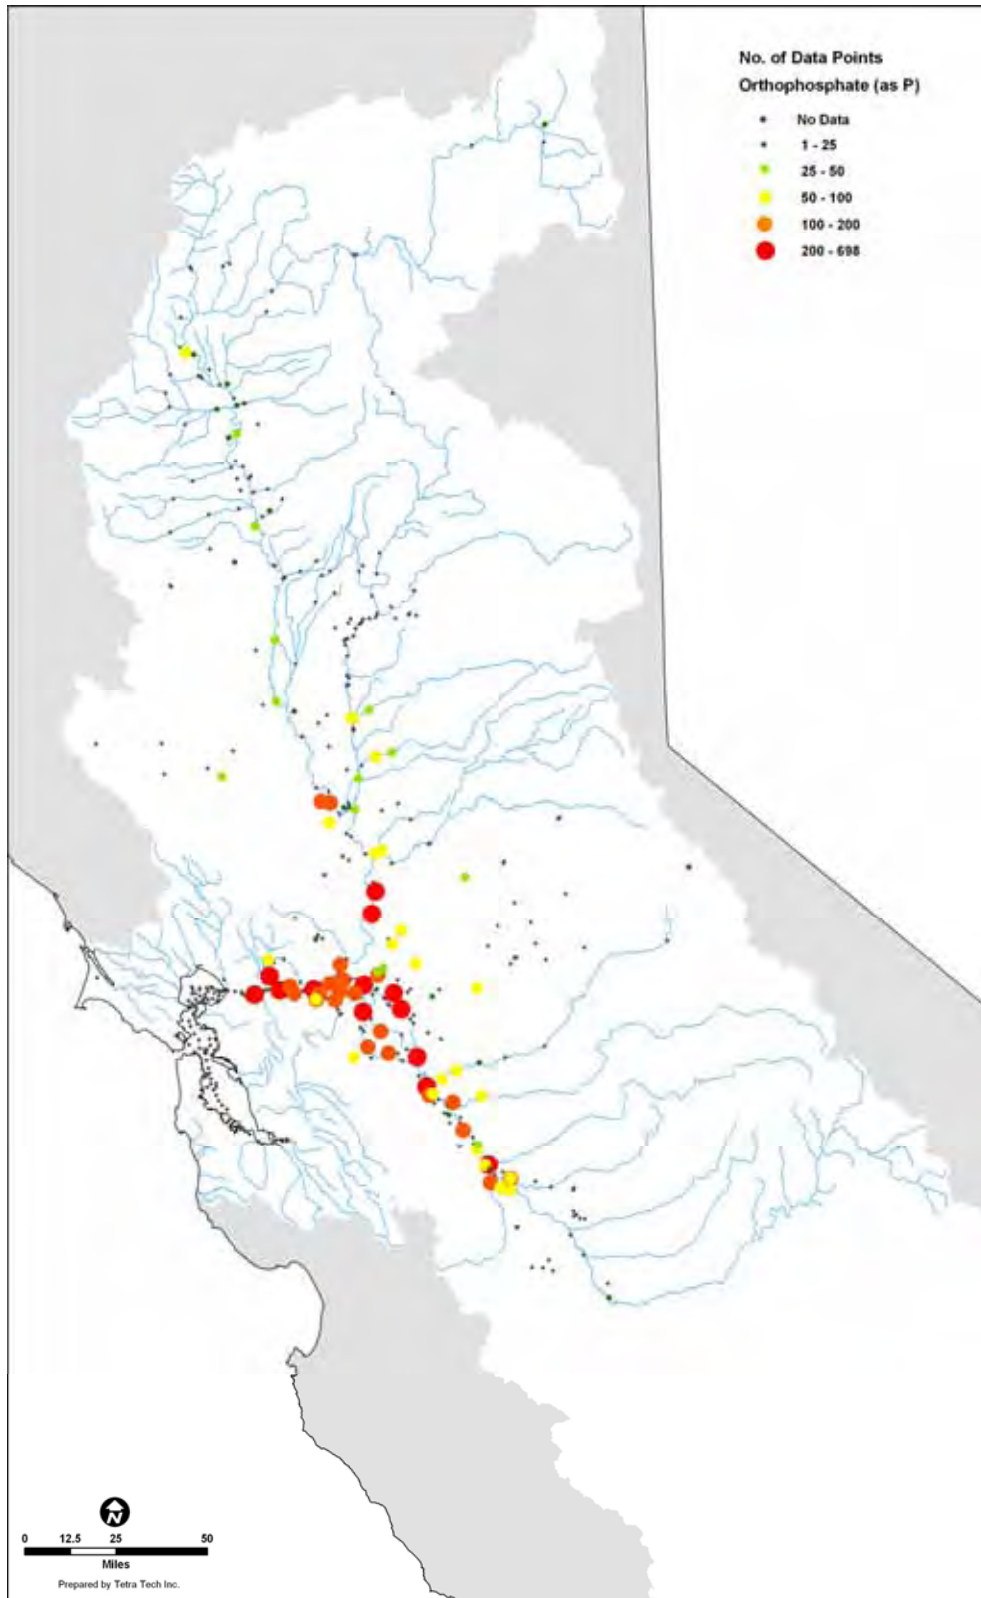 No. of Data Points
Orthophosphate (as P)
No Data
1 - 25
25 - 50
50 - 100
100 - 200
200 - 698
N
0 12.5 25 50
Miles
Prepared by Tetra Tech Inc.